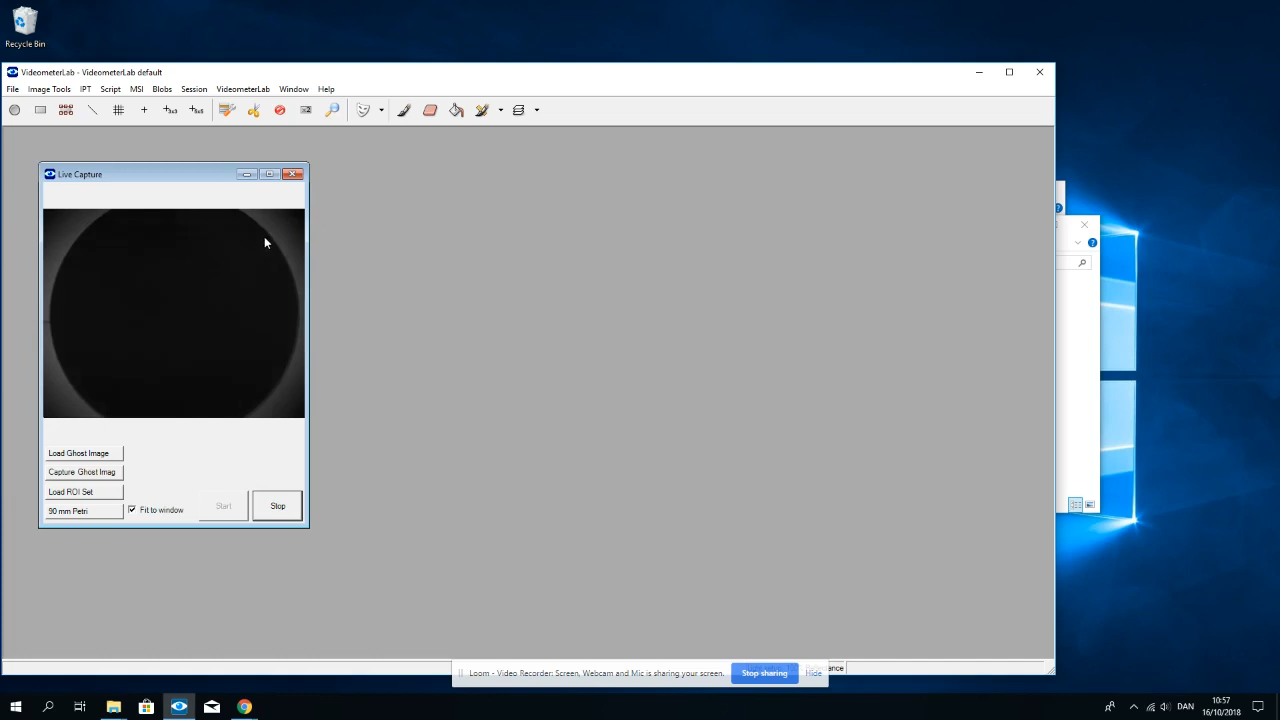 Recycle Bin
VideometerLab - VideometerLab default
File Image Tools IPT Script MSI Blobs Session VideometerLab Window Help
3x3
5x5
Live Capture
Load Ghost Image
Capture Ghost Imag
Load ROI Set
90 mm Petri
Fit to window
Start
Stop
Loom - Video Recorder: Screen, Webcam and Mic is sharing your screen.
Stop sharing
Hide
DAN
10:57
16/10/2018